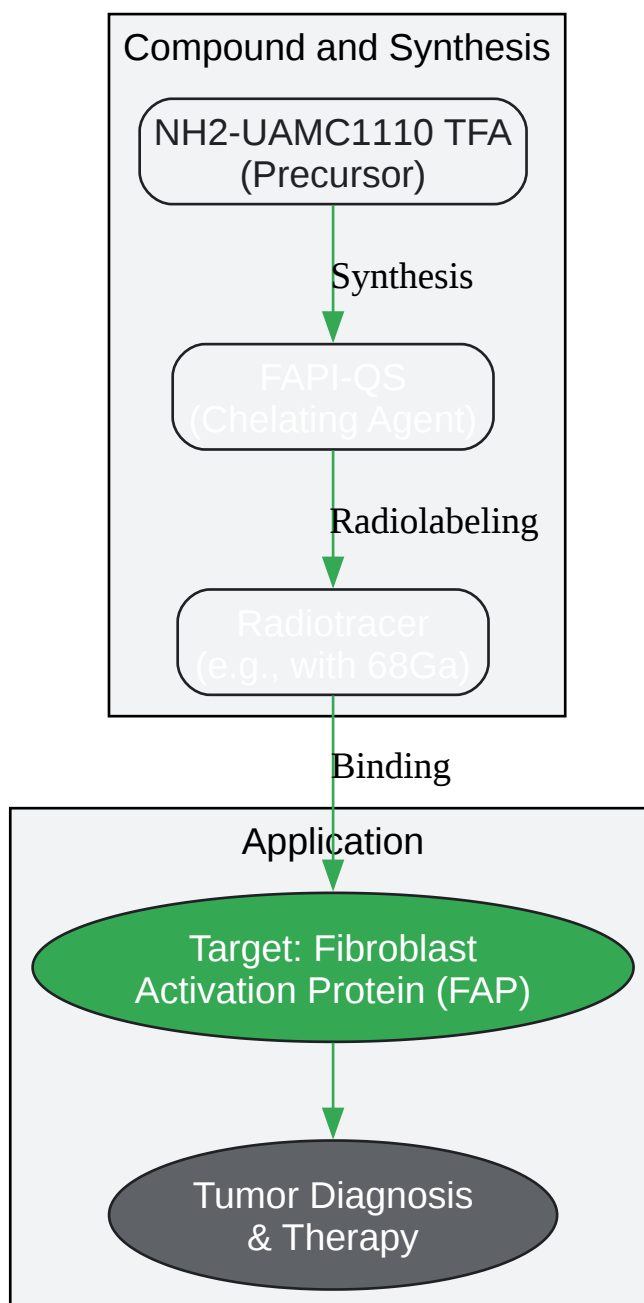 Compound and Synthesis
NH2-UAMC1110 TFA
(Precursor)
Synthesis
FAPI-QS
(Chelating Agent)
Radiolabeling
Radiotracer
(e.g., with 68Ga)
Binding
Application
Target: Fibroblast
Activation Protein (FAP)
Tumor Diagnosis
& Therapy